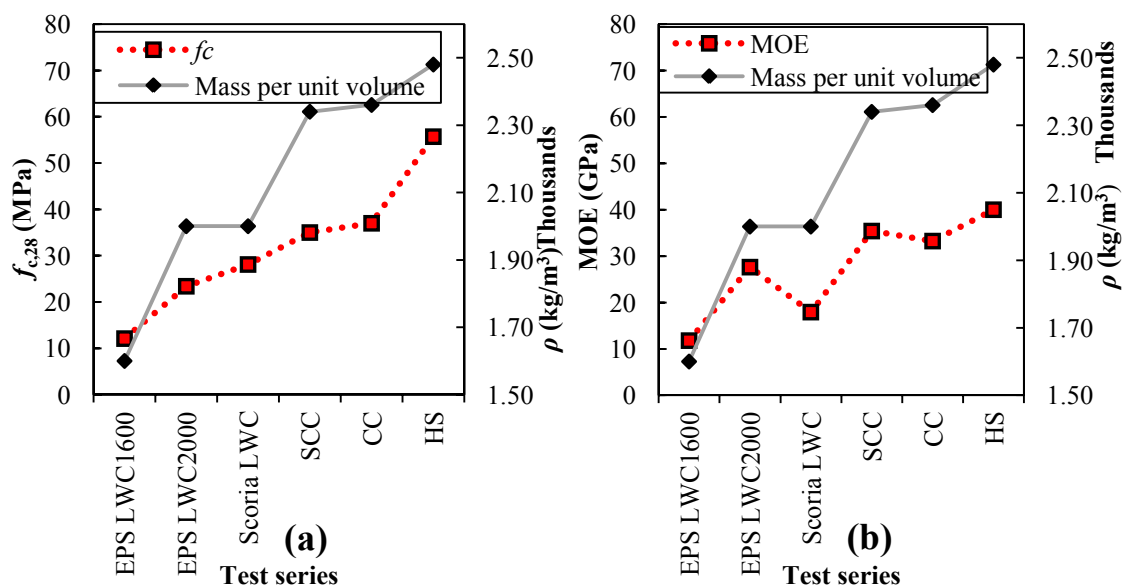 80
70
60
50
40
30
20
10
0
f c,28 (MPa)
fc
Mass per unit volume
2.50
2.30
2.10
1.90
1.70
1.50
ρ (kg/m³) Thousands
EPS LWC1600
EPS LWC2000
Scoria LWC
SCC
CC
HS
(a)
Test series
80
70
60
50
40
30
20
10
0
MOE (GPa)
MOE
Mass per unit volume
2.50
2.30
2.10
1.90
1.70
1.50
ρ (kg/m³) Thousands
EPS LWC1600
EPS LWC2000
Scoria LWC
SCC
CC
HS
(b)
Test series